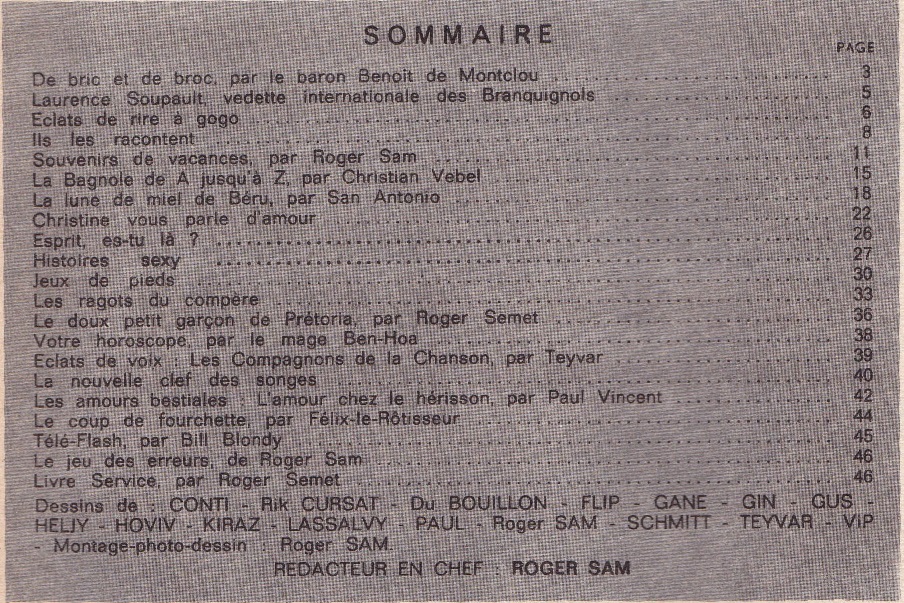 SOMMAIRE
PAGE
De bric et de broc, par le baron Benoit de Montclou ........ 3
Laurence Soupault, vedette internationale des Branquignols ........ 5
Eclats de rire à gogo ........ 6
Ils les racontent ........ 8
Souvenirs de vacances, par Roger Sam ........ 11
La Bagnole de A jusqu'à Z, par Christian Vebel ........ 15
La lune de miel de Béru, par San Antonio ........ 18
Christine vous parle d'amour ........ 22
Esprit, es-tu là ? ........ 26
Histoires sexy ........ 27
Jeux de pieds ........ 30
Les ragots du compère ........ 33
Le doux petit garçon de Prétoria, par Roger Semet ........ 36
Votre horoscope, par le mage Ben-Hoa ........ 38
Eclats de voix : Les Compagnons de la Chanson, par Teyvar ........ 39
La nouvelle clef des songes ........ 40
Les amours bestiales : L'amour chez le hérisson, par Paul Vincent ........ 42
Le coup de fourchette, par Félix-le-Rôtisseur ........ 44
Télé-Flash, par Bill Blondy ........ 45
Le jeu des erreurs, de Roger Sam ........ 46
Livre Service, par Roger Semet ........ 46
Dessins de : CONTI - Rik CURSAT - Du BOUILLON - FLIP - GANE - GIN - GUS -
HELJY - HOVIV - KIRAZ - LASSALVY - PAUL - Roger SAM - SCHMITT - TEYVAR - VIP
- Montage-photo-dessin : Roger SAM.
REDACTEUR EN CHEF : ROGER SAM